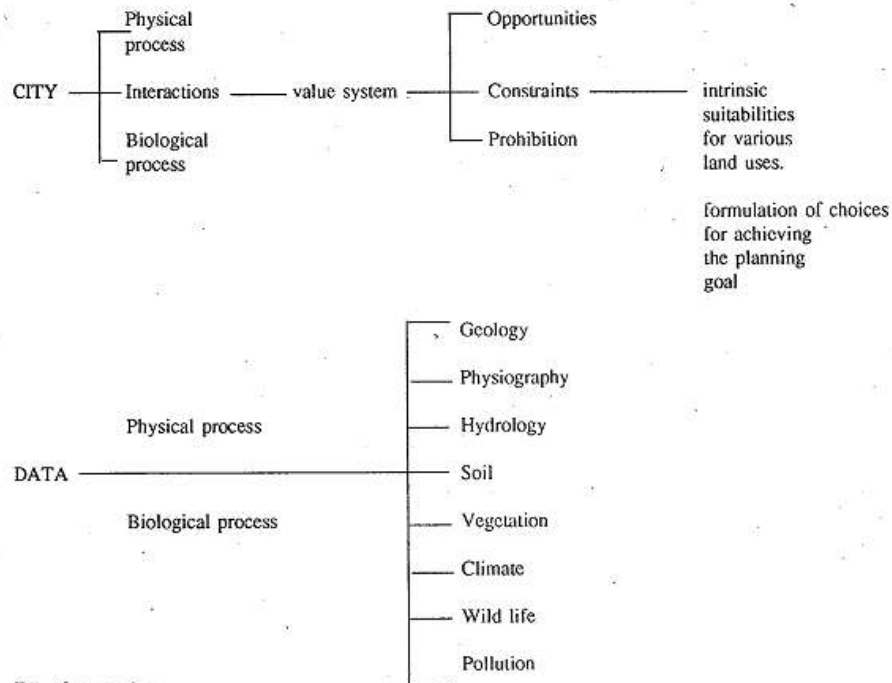 Physical
process
CITY
Interactions
value system
Biological
process
Opportunities
Constraints
Prohibition
intrinsic
suitabilities
for various
land uses.
formulation of choices
for achieving
the planning
goal
Geology
Physiography
Physical process
Hydrology
DATA
Soil
Biological process
Vegetation
Climate
Wild life
Pollution